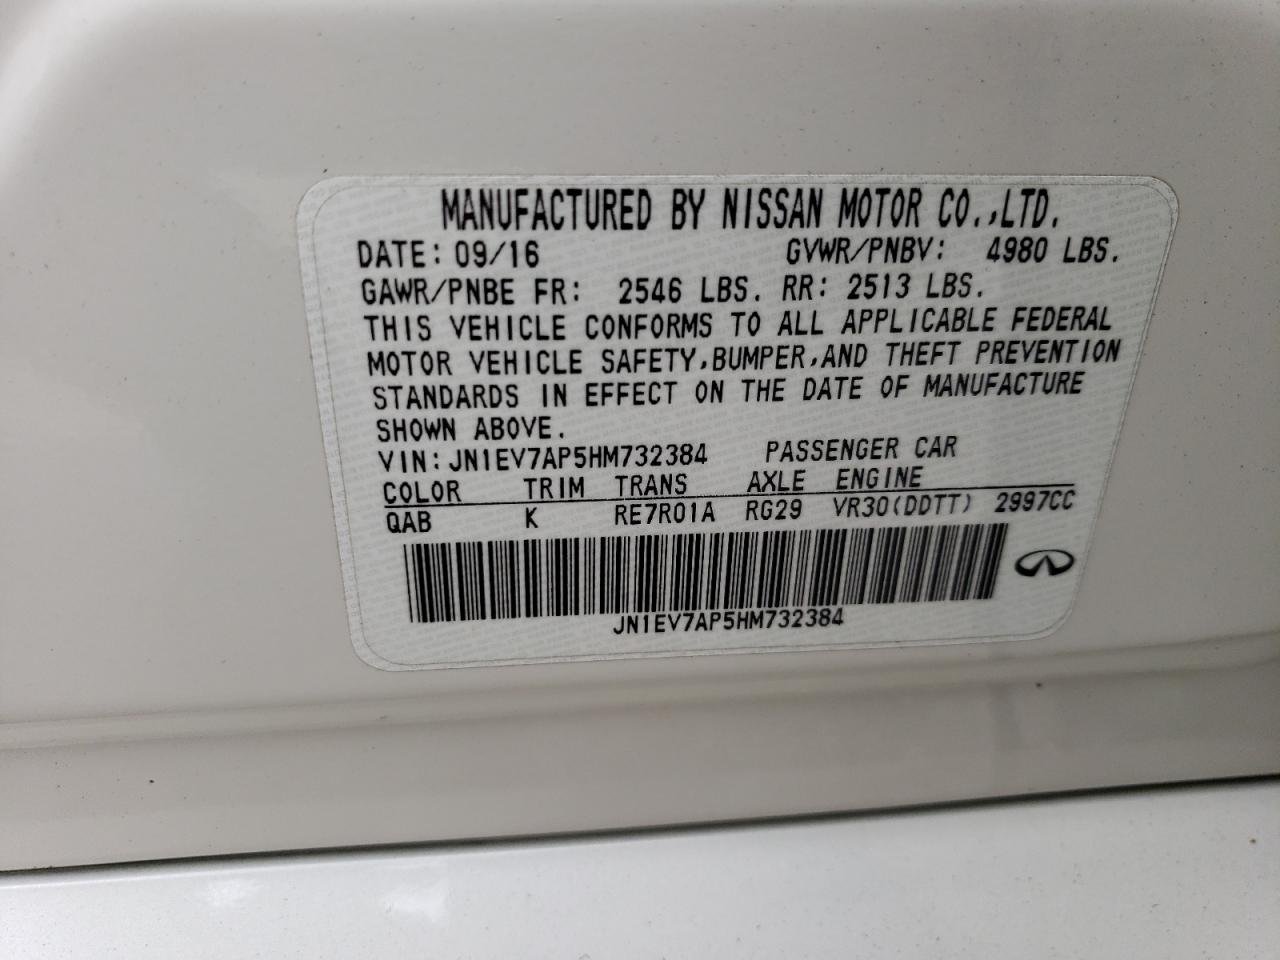 MANUFACTURED BY NISSAN MOTOR CO.,LTD.
DATE: 09/16 GVWR/PNBV: 4980 LBS.
GAWR/PNBE FR: 2546 LBS. RR: 2513 LBS.
THIS VEHICLE CONFORMS TO ALL APPLICABLE FEDERAL
MOTOR VEHICLE SAFETY,BUMPER,AND THEFT PREVENTION
STANDARDS IN EFFECT ON THE DATE OF MANUFACTURE
SHOWN ABOVE.
VIN: JN1EV7AP5HM732384 PASSENGER CAR
COLOR TRIM TRANS AXLE ENGINE
QAB K RE7R01A RG29 VR30(DDTT) 2997CC
JN1EV7AP5HM732384